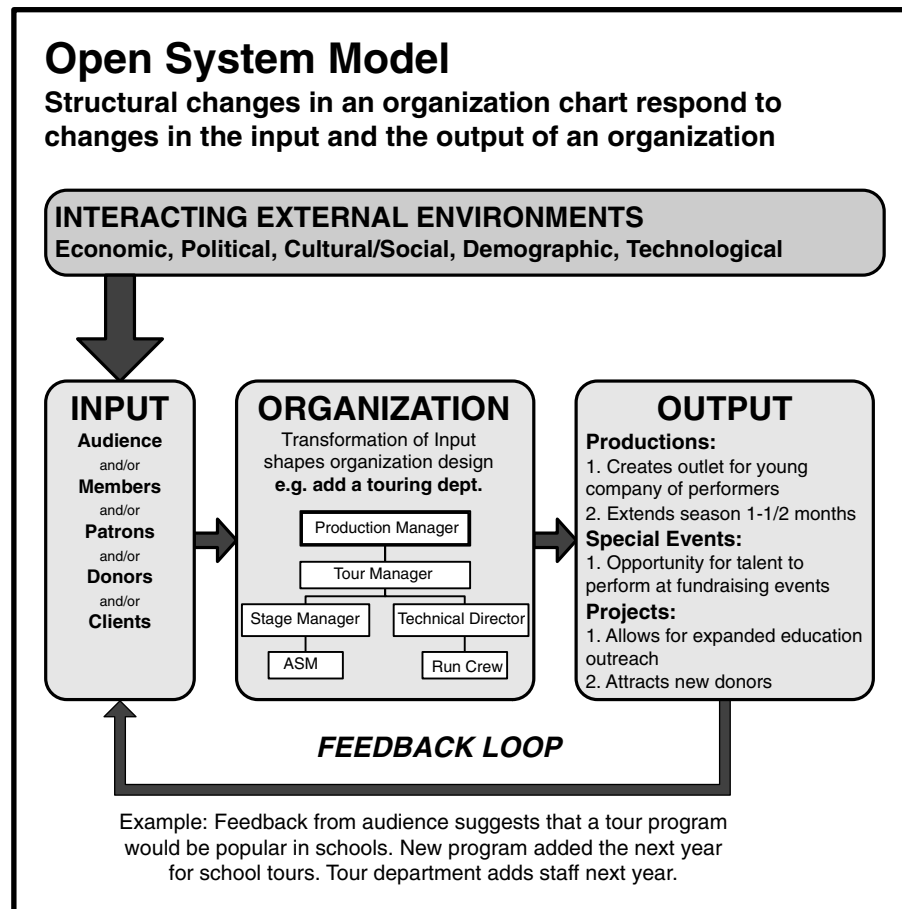 Open System Model
Structural changes in an organization chart respond to
changes in the input and the output of an organization
INTERACTING EXTERNAL ENVIRONMENTS
Economic, Political, Cultural/Social, Demographic, Technological
INPUT
Audience
and/or
Members
and/or
Patrons
and/or
Donors
and/or
Clients
ORGANIZATION
Transformation of Input
shapes organization design
e.g. add a touring dept.
Production Manager
Tour Manager
Stage Manager
Technical Director
ASM
Run Crew
OUTPUT
Productions:
1. Creates outlet for young
company of performers
2. Extends season 1-1/2 months
Special Events:
1. Opportunity for talent to
perform at fundraising events
Projects:
1. Allows for expanded education
outreach
2. Attracts new donors
FEEDBACK LOOP
Example: Feedback from audience suggests that a tour program
would be popular in schools. New program added the next year
for school tours. Tour department adds staff next year.